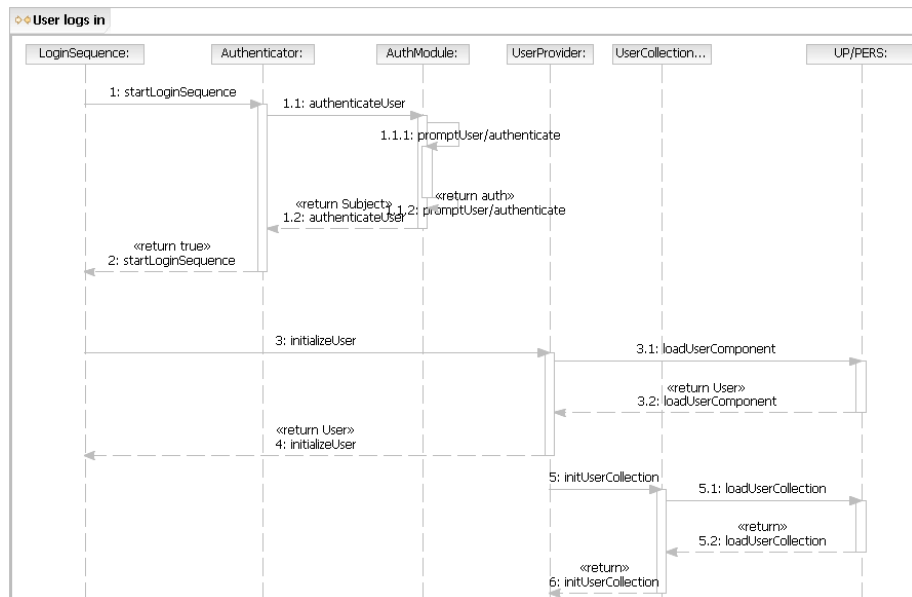 User logs in
LoginSequence:
Authenticator:
AuthModule:
UserProvider:
UserCollection...
UP/PERS:
1: startLoginSequence
1.1: authenticateUser
1.1.1: promptUser/authenticate
«return auth»
1.1.2: promptUser/authenticate
«return Subject»
1.2: authenticateUser
«return true»
2: startLoginSequence
3: initializeUser
3.1: loadUserComponent
«return User»
3.2: loadUserComponent
«return User»
4: initializeUser
5: initUserCollection
5.1: loadUserCollection
«return»
5.2: loadUserCollection
«return»
6: initUserCollection